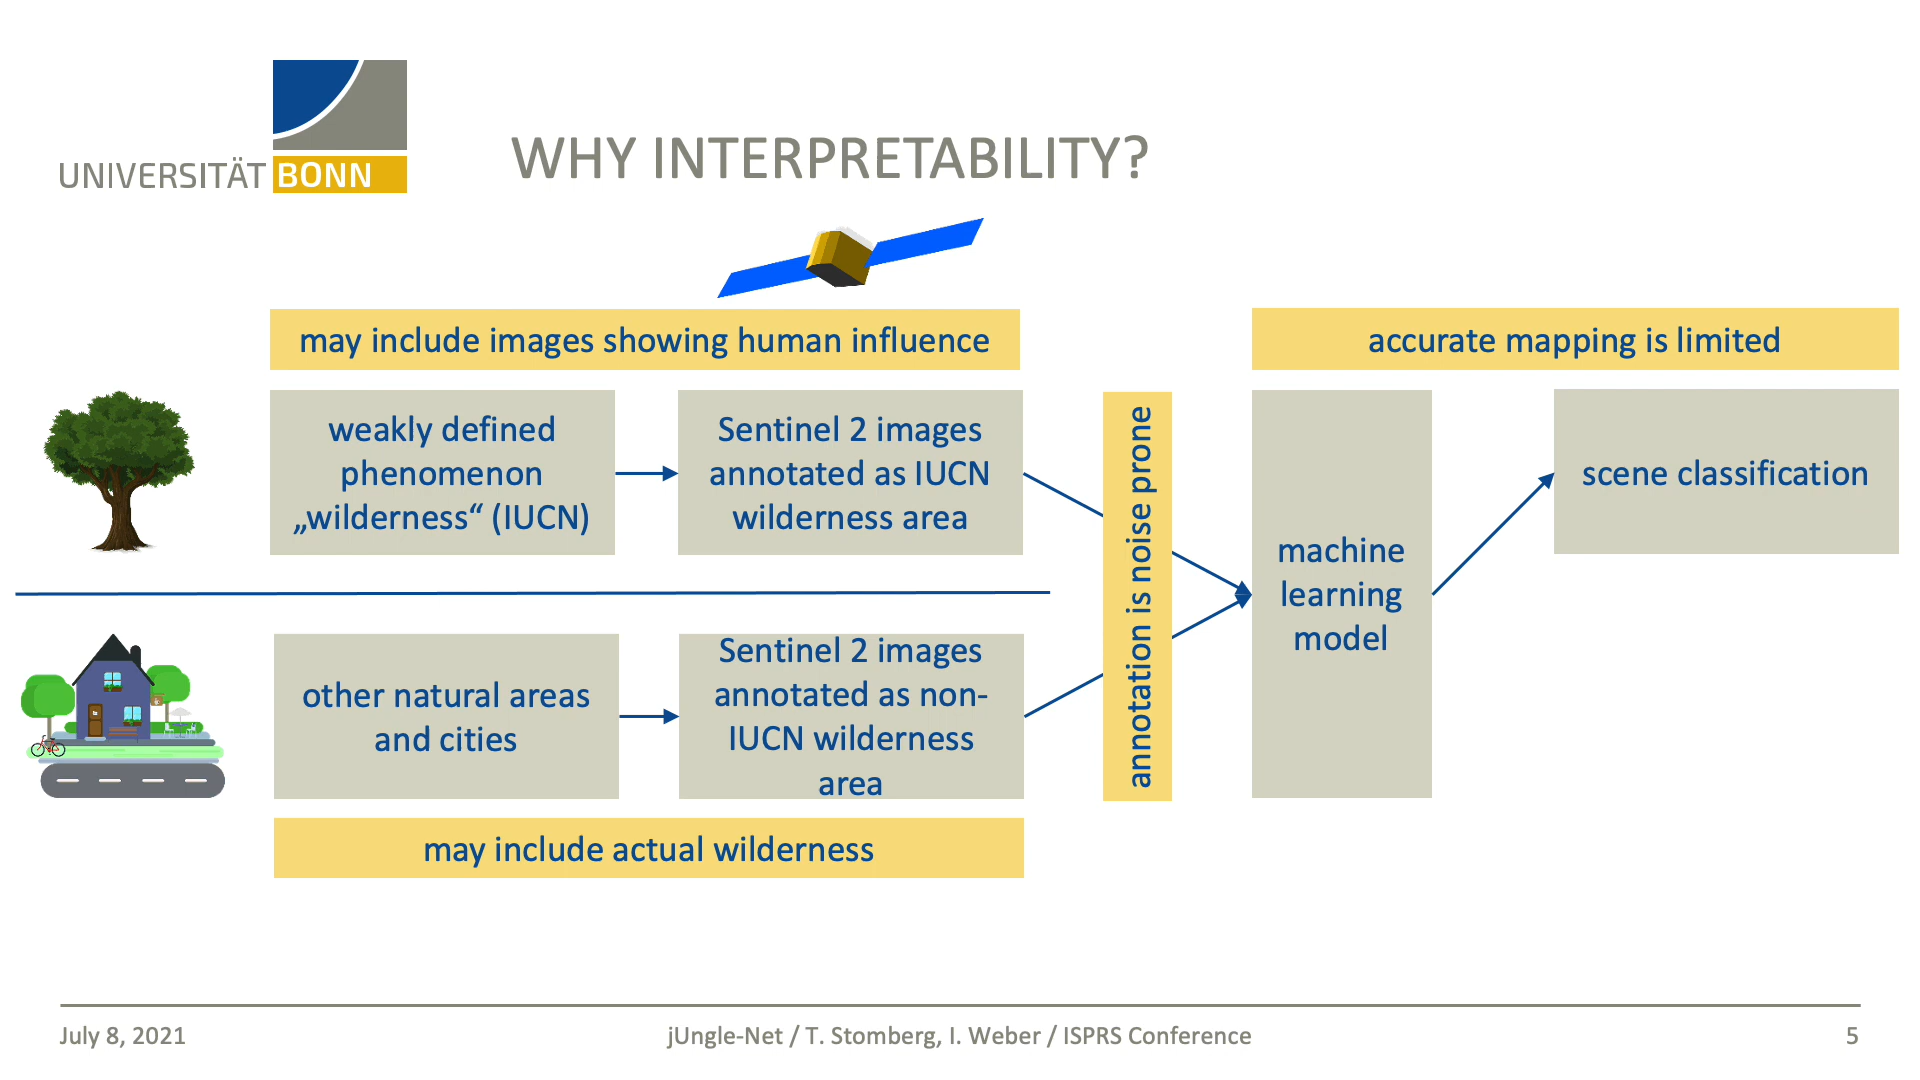 UNIVERSITÄT BONN
WHY INTERPRETABILITY?
may include images showing human influence
accurate mapping is limited
weakly defined
phenomenon
„wilderness“ (IUCN)
Sentinel 2 images
annotated as IUCN
wilderness area
annotation is noise prone
machine
learning
model
scene classification
other natural areas
and cities
Sentinel 2 images
annotated as non-
IUCN wilderness
area
may include actual wilderness
July 8, 2021
jUngle-Net / T. Stomberg, I. Weber / ISPRS Conference
5